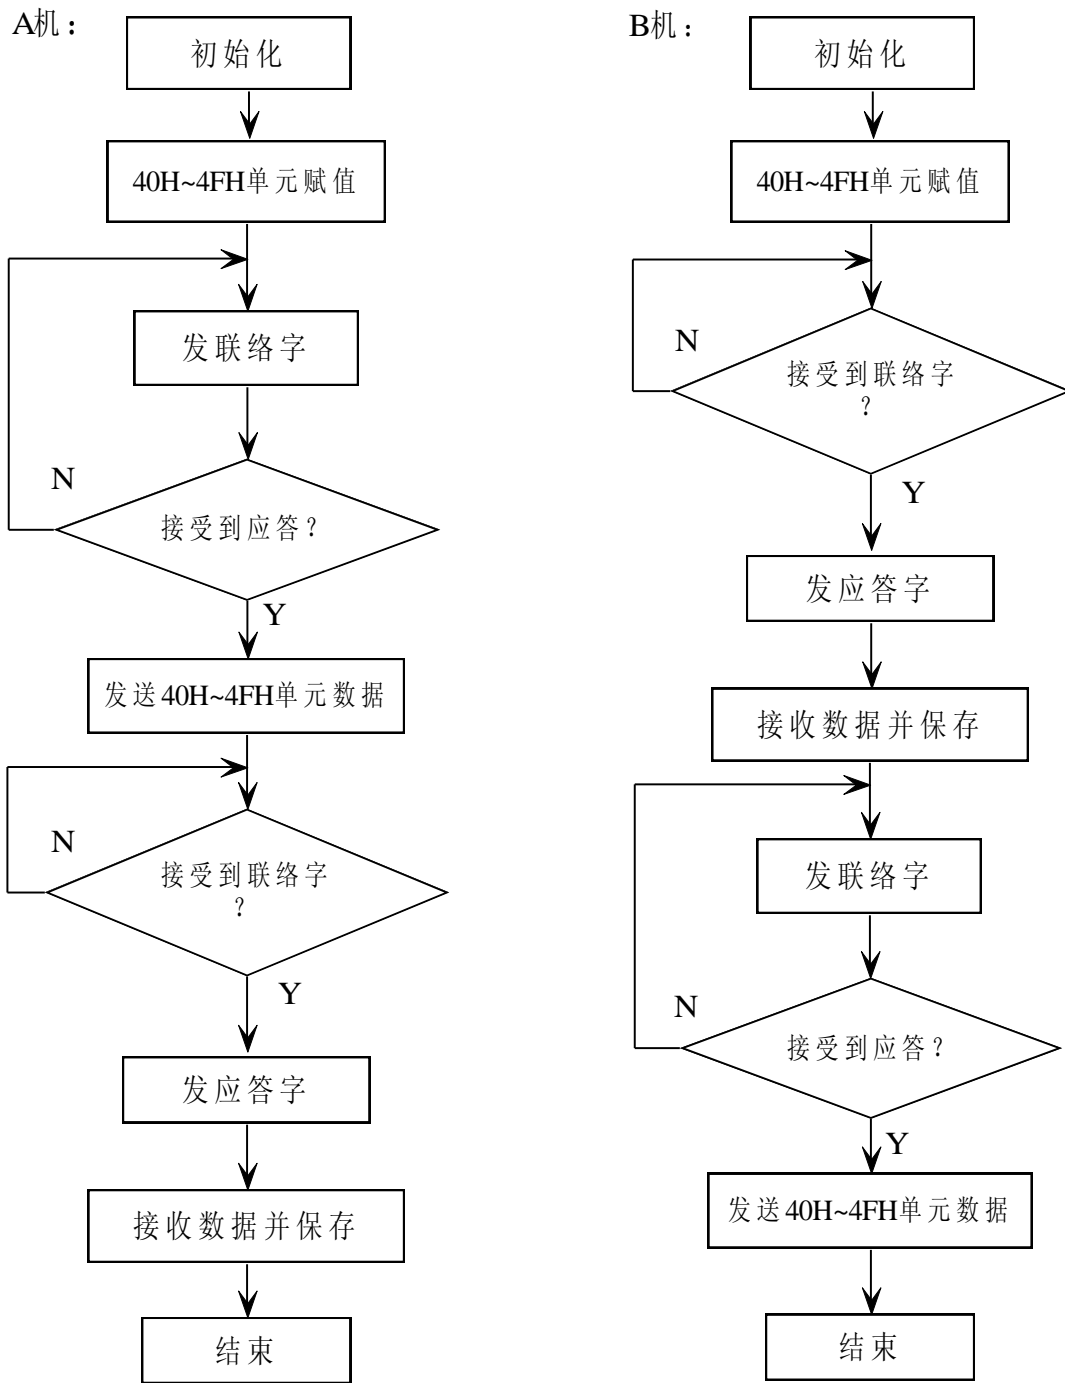 A机：
初始化
40H~4FH单元赋值
发联络字
N
接受到应答？
Y
发送40H~4FH单元数据
N
接受到联络字
？
Y
发应答字
接收数据并保存
结束
B机：
初始化
40H~4FH单元赋值
N
接受到联络字
？
Y
发应答字
接收数据并保存
发联络字
N
接受到应答？
Y
发送40H~4FH单元数据
结束